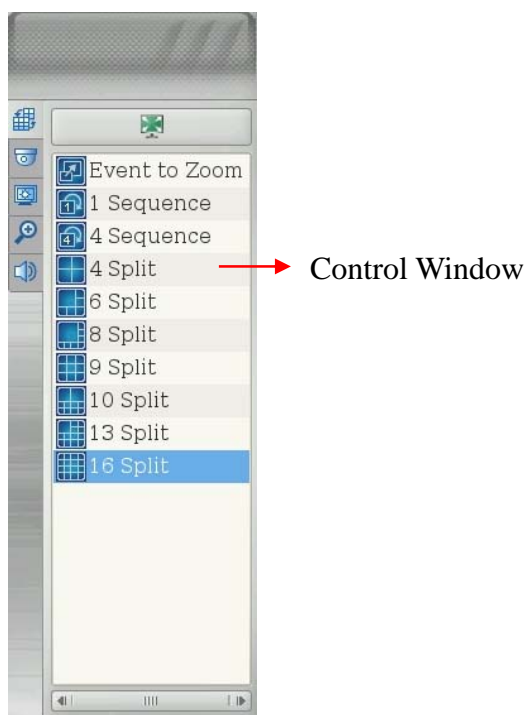 Event to Zoom
1 Sequence
4 Sequence
4 Split
Control Window
6 Split
8 Split
9 Split
10 Split
13 Split
16 Split